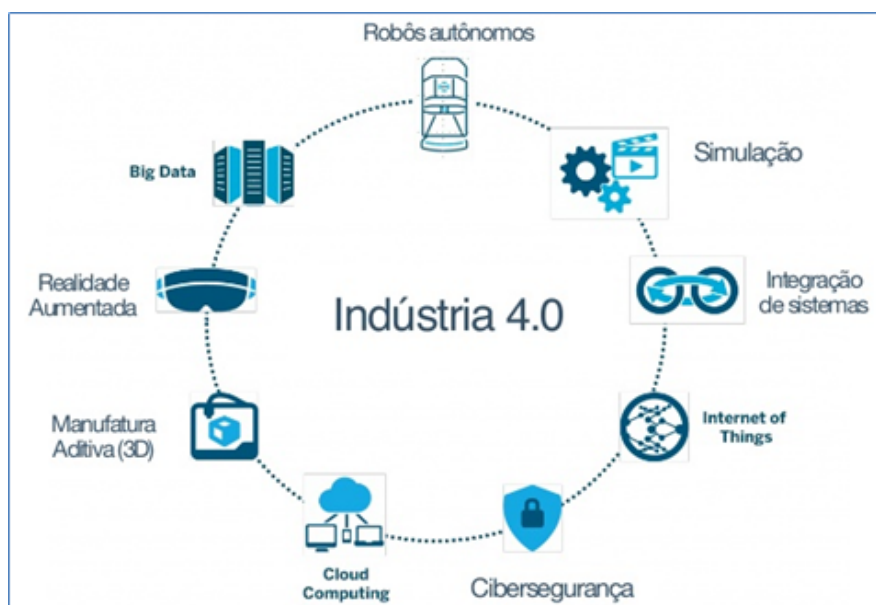 Robôs autônomos
Simulação
Big Data
Integração
de sistemas
Realidade
Aumentada
Indústria 4.0
Internet of
Things
Manufatura
Aditiva (3D)
Cloud
Computing
Cibersegurança